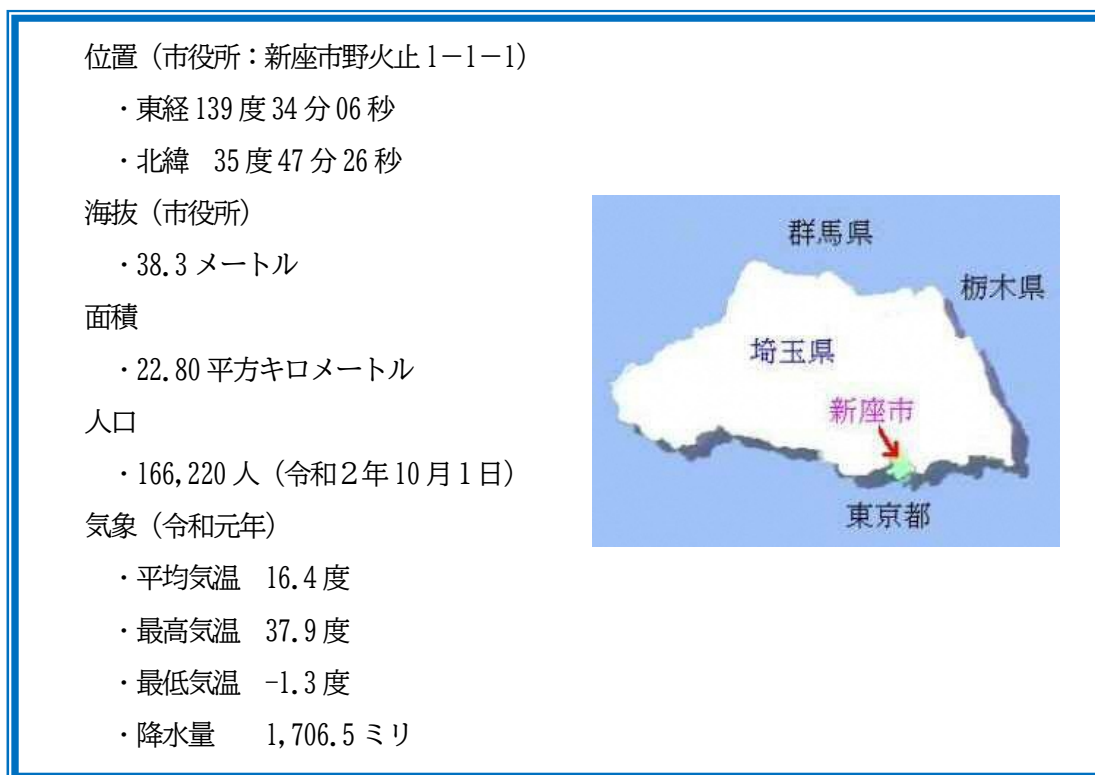 位置（市役所：新座市野火止1－1－1）
・東経139度34分06秒
・北緯　35度47分26秒
海抜（市役所）
・38.3メートル
面積
・22.80平方キロメートル
人口
・166,220人（令和２年10月1日）
気象（令和元年）
・平均気温　16.4度
・最高気温　37.9度
・最低気温　-1.3度
・降水量　　1,706.5ミリ
群馬県
栃木県
埼玉県
新座市
東京都